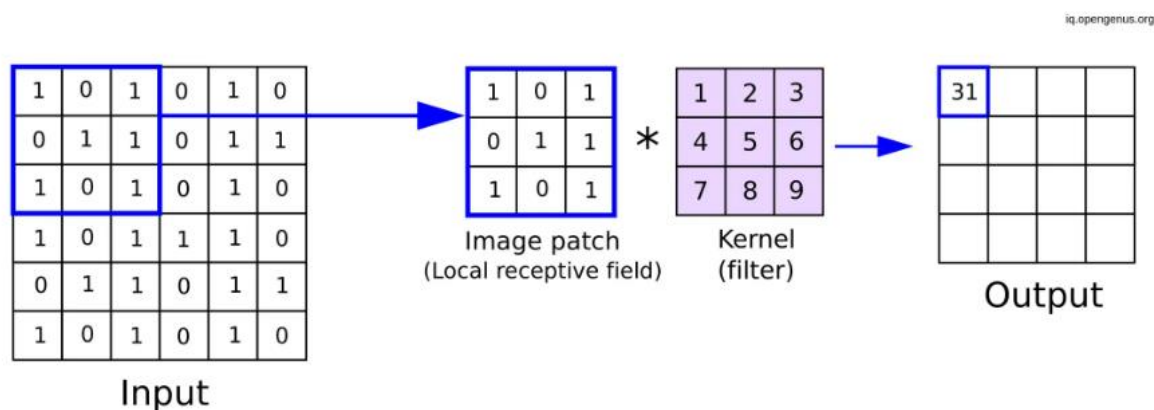 iq.opengenus.org
1 0 1 0 1 0
0 1 1 0 1 1
1 0 1 0 1 0
1 0 1 1 1 0
0 1 1 0 1 1
1 0 1 0 1 0
Input
1 0 1
0 1 1
1 0 1
Image patch
(Local receptive field)
*
1 2 3
4 5 6
7 8 9
Kernel
(filter)
31
Output